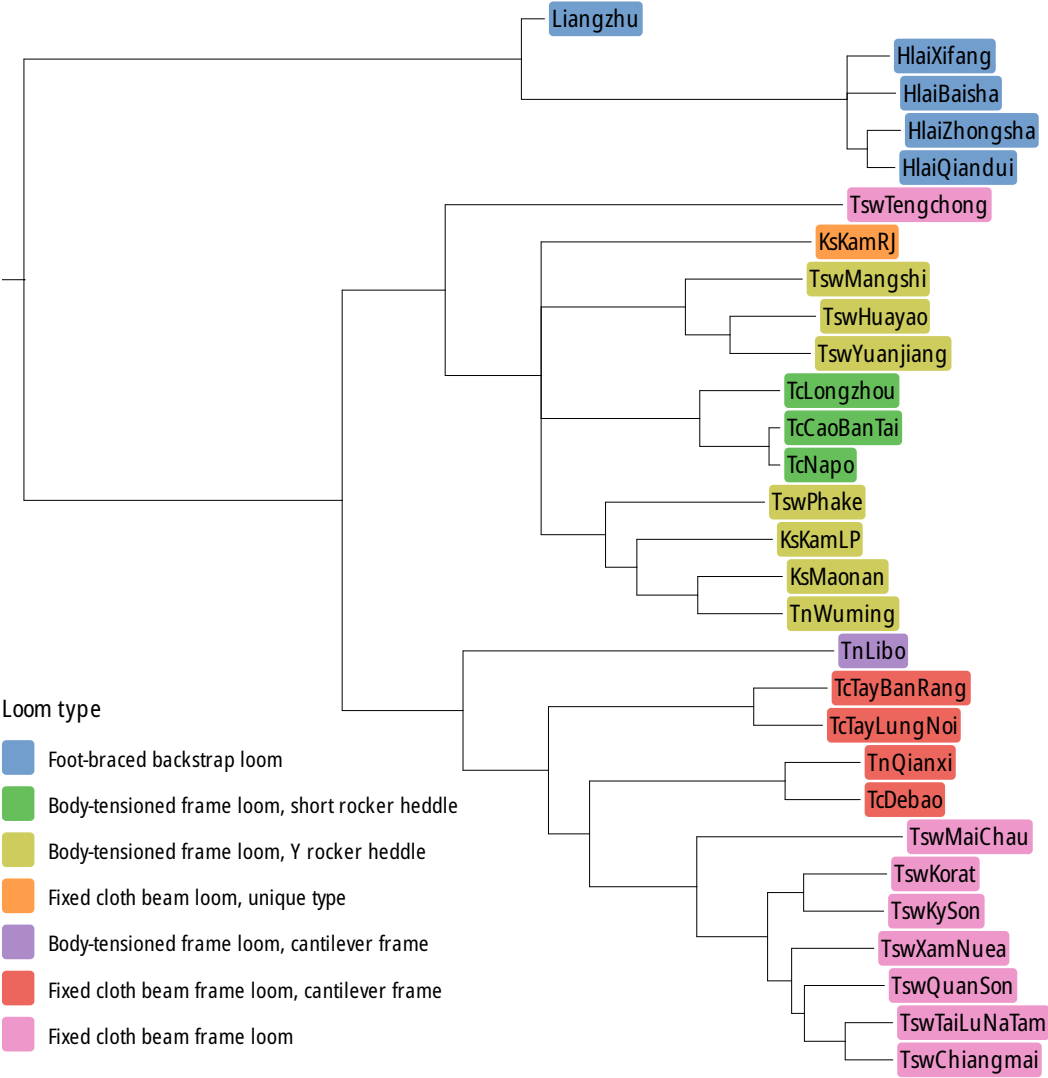 Liangzhu
HlaiXifang
HlaiBaisha
HlaiZhongsha
HlaiQiandui
TswTengchong
KsKamRJ
TswMangshi
TswHuayao
TswYuanjiang
TcLongzhou
TcCaoBanTai
TcNapo
TswPhake
KsKamLP
KsMaonan
TnWuming
TnLibo
TcTayBanRang
TcTayLungNoi
TnQianxi
TcDebao
TswMaiChau
TswKorat
TswKySon
TswXamNuea
TswQuanSon
TswTaiLuNaTam
TswChiangmai
Loom type
Foot-braced backstrap loom
Body-tensioned frame loom, short rocker heddle
Body-tensioned frame loom, Y rocker heddle
Fixed cloth beam loom, unique type
Body-tensioned frame loom, cantilever frame
Fixed cloth beam frame loom, cantilever frame
Fixed cloth beam frame loom